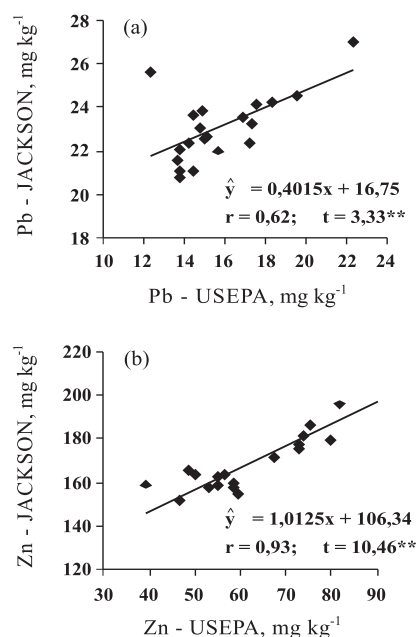 (a)
Pb - JACKSON, mg kg⁻¹
28
26
24
22
20
18
ŷ = 0,4015x + 16,75
r = 0,62; t = 3,33**
10 12 14 16 18 20 22 24
Pb - USEPA, mg kg⁻¹
(b)
Zn - JACKSON, mg kg⁻¹
220
200
180
160
140
120
ŷ = 1,0125x + 106,34
r = 0,93; t = 10,46**
30 40 50 60 70 80 90
Zn - USEPA, mg kg⁻¹